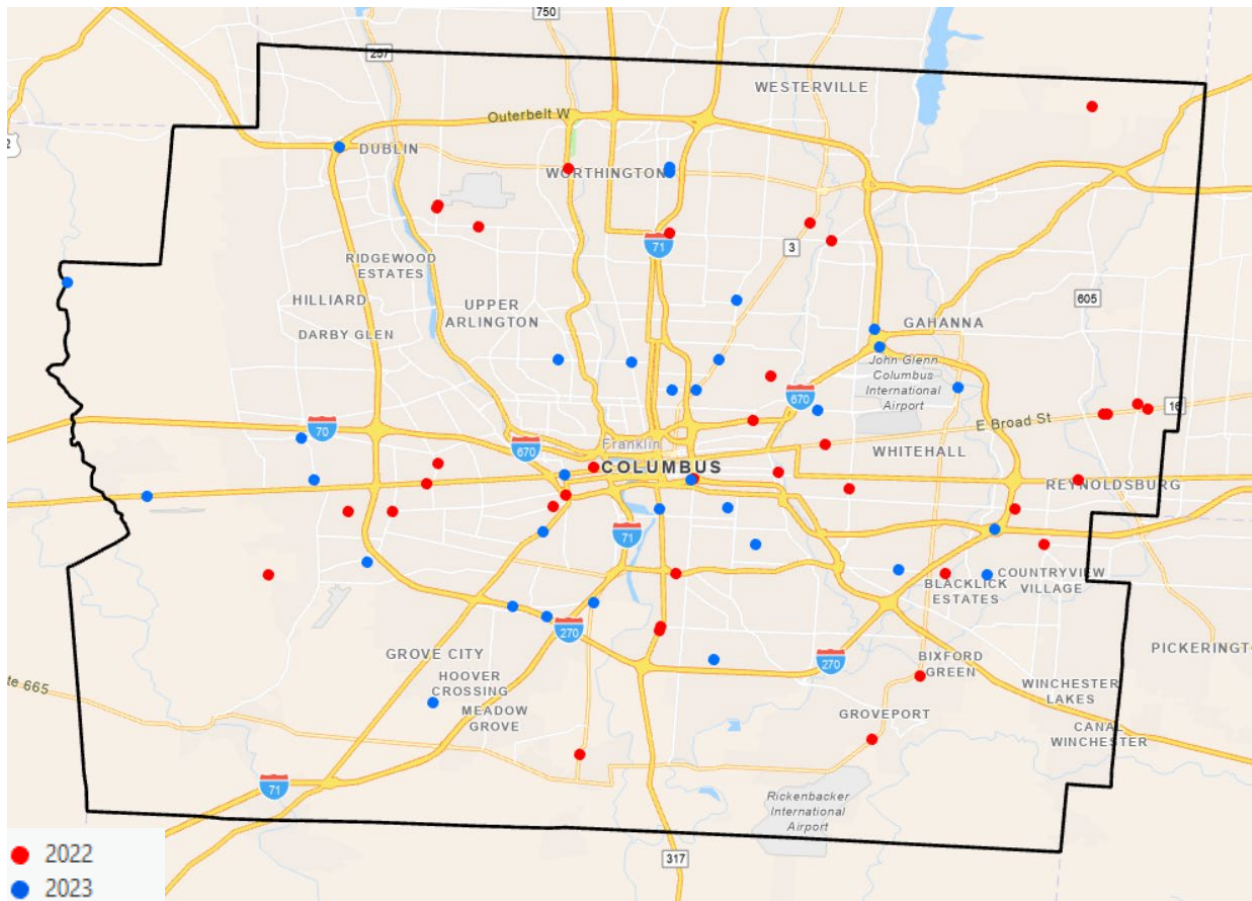 750
257
WESTERVILLE
Outerbelt W
DUBLIN
2
WORTHINGTON
71
3
RIDGEWOOD
ESTATES
HILLIARD
UPPER
ARLINGTON
605
GAHANNA
DARBY GLEN
John Glenn
Columbus
International
Airport
670
16
70
E Broad St
Franklin
670
WHITEHALL
COLUMBUS
REYNOLDSBURG
71
COUNTRYVIEW
VILLAGE
BLACKLICK
ESTATES
270
GROVE CITY
BIXFORD
GREEN
270
PICKERINGTO
HOOVER
CROSSING
te 665
WINCHESTER
LAKES
MEADOW
GROVE
GROVEPORT
CANAL
WINCHESTER
71
Rickenbacker
International
Airport
317
2022
2023